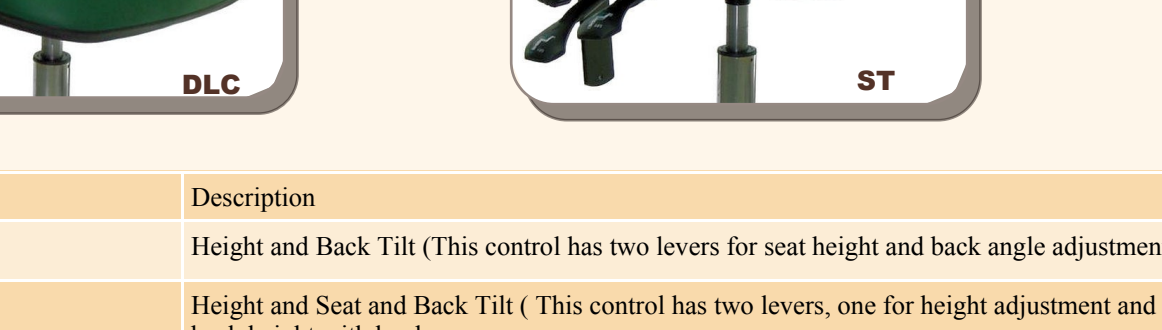 DLC
ST
Description
Height and Back Tilt (This control has two levers for seat height and back angle adjustmen
Height and Seat and Back Tilt ( This control has two levers, one for height adjustment and